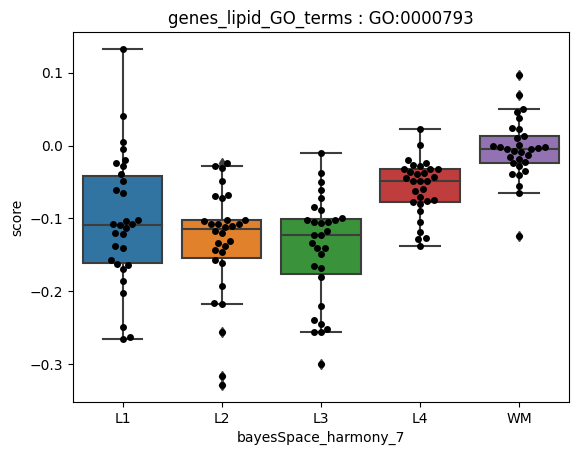 genes_lipid_GO_terms : GO:0000793
score
0.1
0.0
−0.1
−0.2
−0.3
L1 L2 L3 L4 WM
bayesSpace_harmony_7